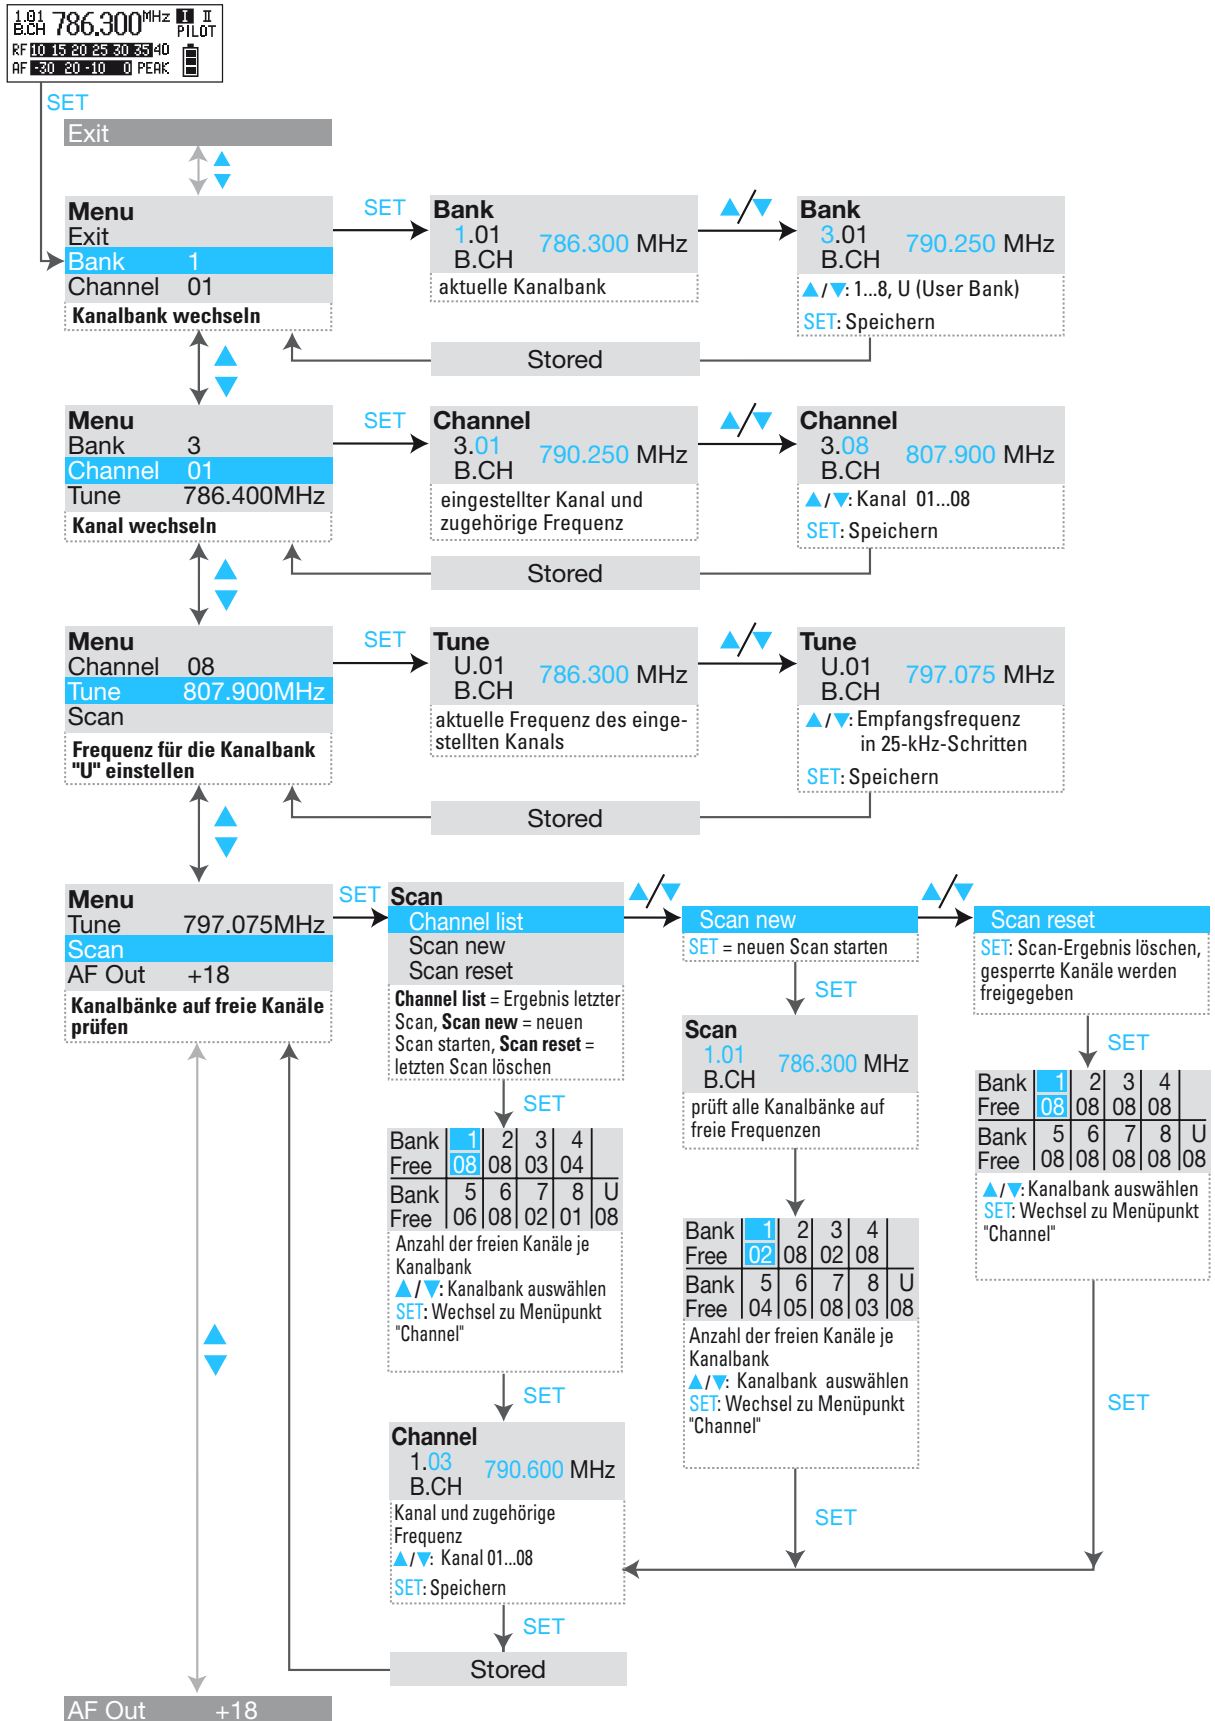 1.01 B.CH 786.300 MHz I II PILOT
RF 10 15 20 25 30 35 40
AF -30 20 -10 0 PEAK
SET
Exit
Menu
Exit
Bank 1
Channel 01
Kanalbank wechseln
SET
Bank
1.01
B.CH
786.300 MHz
aktuelle Kanalbank
▲/▼
Bank
3.01
B.CH
790.250 MHz
▲/▼: 1...8, U (User Bank)
SET: Speichern
Stored
Menu
Bank 3
Channel 01
Tune 786.400MHz
Kanal wechseln
SET
Channel
3.01
B.CH
790.250 MHz
eingestellter Kanal und
zugehörige Frequenz
▲/▼
Channel
3.08
B.CH
807.900 MHz
▲/▼: Kanal 01...08
SET: Speichern
Stored
Menu
Channel 08
Tune 807.900MHz
Scan
Frequenz für die Kanalbank
"U" einstellen
SET
Tune
U.01
B.CH
786.300 MHz
aktuelle Frequenz des einge-
stellten Kanals
▲/▼
Tune
U.01
B.CH
797.075 MHz
▲/▼: Empfangsfrequenz
in 25-kHz-Schritten
SET: Speichern
Stored
Menu
Tune 797.075MHz
Scan
AF Out +18
Kanalbänke auf freie Kanäle
prüfen
SET
Scan
Channel list
Scan new
Scan reset
Channel list = Ergebnis letzter
Scan, Scan new = neuen
Scan starten, Scan reset =
letzten Scan löschen
SET
Bank 1 2 3 4
Free 08 08 03 04
Bank 5 6 7 8 U
Free 06 08 02 01 08
Anzahl der freien Kanäle je
Kanalbank
▲/▼: Kanalbank auswählen
SET: Wechsel zu Menüpunkt
"Channel"
SET
Channel
1.03
B.CH
790.600 MHz
Kanal und zugehörige
Frequenz
▲/▼: Kanal 01...08
SET: Speichern
SET
Stored
▲/▼
Scan new
SET = neuen Scan starten
SET
Scan
1.01
B.CH
786.300 MHz
prüft alle Kanalbänke auf
freie Frequenzen
Bank 1 2 3 4
Free 02 08 02 08
Bank 5 6 7 8 U
Free 04 05 08 03 08
Anzahl der freien Kanäle je
Kanalbank
▲/▼: Kanalbank auswählen
SET: Wechsel zu Menüpunkt
"Channel"
SET
▲/▼
Scan reset
SET: Scan-Ergebnis löschen,
gesperrte Kanäle werden
freigegeben
SET
Bank 1 2 3 4
Free 08 08 08 08
Bank 5 6 7 8 U
Free 08 08 08 08 08
▲/▼: Kanalbank auswählen
SET: Wechsel zu Menüpunkt
"Channel"
SET
AF Out +18